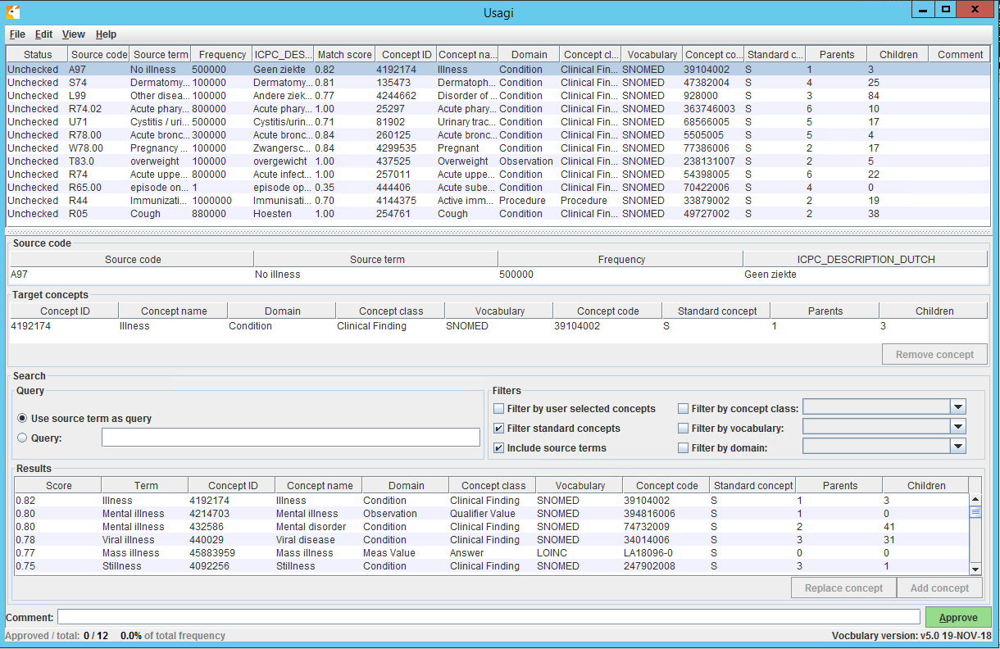 Usagi
File Edit View Help
Status Source code Source term Frequency ICPC_DES... Match score Concept ID Concept na... Domain Concept cl... Vocabulary Concept co... Standard c... Parents Children Comment
Unchecked A97 No illness 500000 Geen ziekte 0.82 4192174 Illness Condition Clinical Fin... SNOMED 39104002 S 1 3
Unchecked S74 Dermatomy... 100000 Dermatomy... 0.81 135473 Dermatoph... Condition Clinical Fin... SNOMED 47382004 S 4 25
Unchecked L99 Other disea... 100000 Andere ziek... 0.77 4244662 Disorder of ... Condition Clinical Fin... SNOMED 928000 S 3 84
Unchecked R74.02 Acute phary... 800000 Acute phary... 1.00 25297 Acute phary... Condition Clinical Fin... SNOMED 363746003 S 6 10
Unchecked U71 Cystitis / uri... 500000 Cystitis/urin... 0.71 81902 Urinary trac... Condition Clinical Fin... SNOMED 68566005 S 5 17
Unchecked R78.00 Acute bronc... 300000 Acute bronc... 0.84 260125 Acute bronc... Condition Clinical Fin... SNOMED 5505005 S 5 4
Unchecked W78.00 Pregnancy ... 100000 Zwangersc... 0.84 4299535 Pregnant Condition Clinical Fin... SNOMED 77386006 S 2 17
Unchecked T83.0 overweight 100000 overgewicht 1.00 437525 Overweight Observation Clinical Fin... SNOMED 238131007 S 2 5
Unchecked R74 Acute uppe... 800000 Acute infect... 1.00 257011 Acute uppe... Condition Clinical Fin... SNOMED 54398005 S 6 22
Unchecked R65.00 episode on... 1 episode op... 0.35 444406 Acute sube... Condition Clinical Fin... SNOMED 70422006 S 4 0
Unchecked R44 Immunizati... 1000000 Immunisati... 0.70 4144375 Active imm... Procedure Procedure SNOMED 33879002 S 2 19
Unchecked R05 Cough 880000 Hoesten 1.00 254761 Cough Condition Clinical Fin... SNOMED 49727002 S 2 38
Source code
Source code Source term Frequency ICPC_DESCRIPTION_DUTCH
A97 No illness 500000 Geen ziekte
Target concepts
Concept ID Concept name Domain Concept class Vocabulary Concept code Standard concept Parents Children
4192174 Illness Condition Clinical Finding SNOMED 39104002 S 1 3
Remove concept
Search
Query Filters
Filter by user selected concepts Filter by concept class:
Use source term as query
Filter standard concepts Filter by vocabulary:
Query:
Include source terms Filter by domain:
Results
Score Term Concept ID Concept name Domain Concept class Vocabulary Concept code Standard concept Parents Children
0.82 Illness 4192174 Illness Condition Clinical Finding SNOMED 39104002 S 1 3
0.80 Mental illness 4214703 Mental illness Observation Qualifier Value SNOMED 394816006 S 1 0
0.80 Mental illness 432586 Mental disorder Condition Clinical Finding SNOMED 74732009 S 2 41
0.78 Viral illness 440029 Viral disease Condition Clinical Finding SNOMED 34014006 S 3 31
0.77 Mass illness 45883959 Mass illness Meas Value Answer LOINC LA18096-0 S 0 0
0.75 Stillness 4092256 Stillness Condition Clinical Finding SNOMED 247902008 S 3 1
Replace concept Add concept
Comment: Approve
Approved / total: 0 / 12 0.0% of total frequency Vocbulary version: v5.0 19-NOV-18